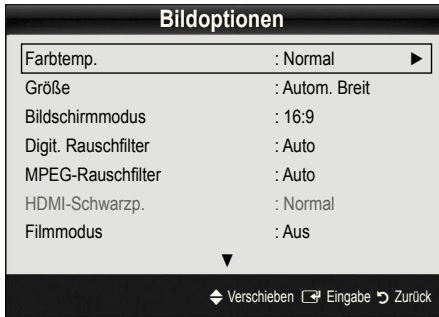 Bildoptionen
Farbtemp. : Normal ►
Größe : Autom. Breit
Bildschirmmodus : 16:9
Digit. Rauschfilter : Auto
MPEG-Rauschfilter : Auto
HDMI-Schwarzp. : Normal
Filmmodus : Aus
▼
Verschieben Eingabe Zurück